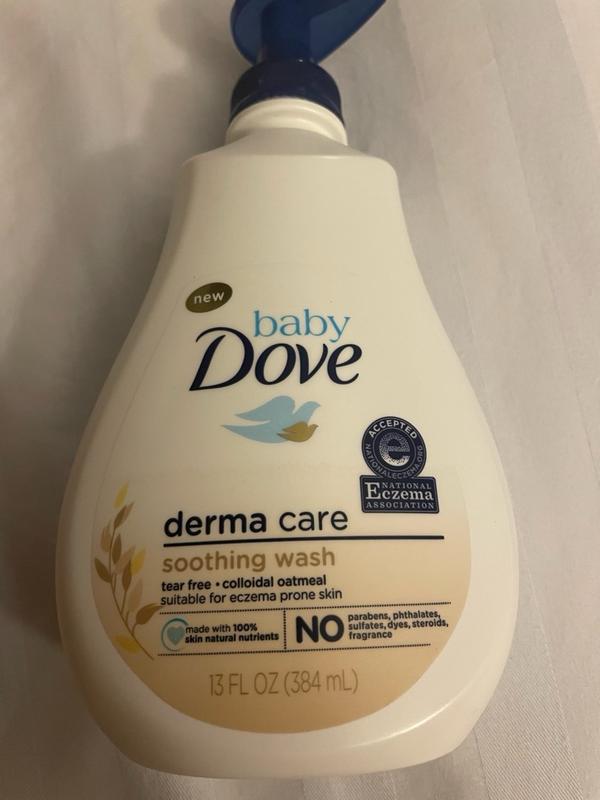 new
baby
Dove
ACCEPTED
e
NATIONALECZEMA.ORG
NATIONAL
Eczema
ASSOCIATION
derma care
soothing wash
tear free • colloidal oatmeal
suitable for eczema prone skin
made with 100%
skin natural nutrients
NO
parabens, phthalates,
sulfates, dyes, steroids,
fragrance
13 FL OZ (384 mL)